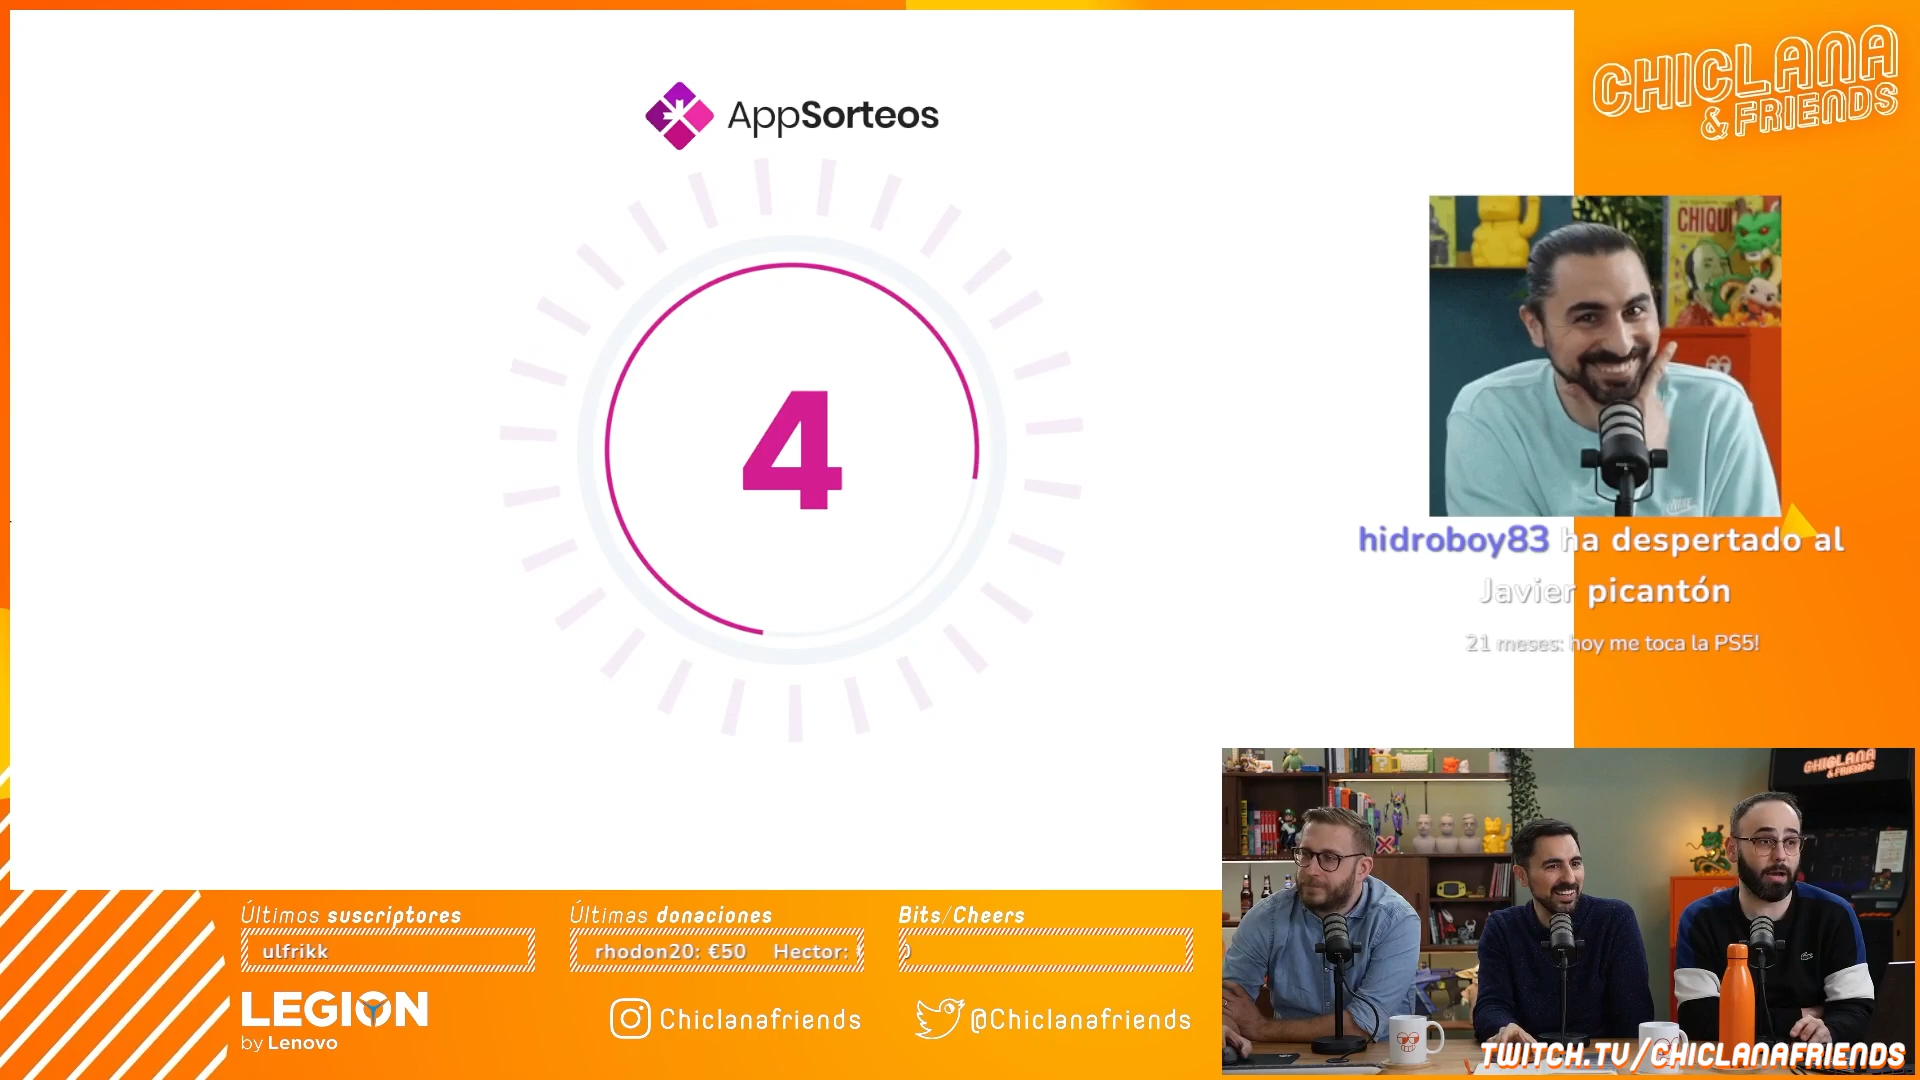 CHICLANA
& FRIENDS
AppSorteos
CHIQUI
4
hidroboy83 ha despertado al
Javier picantón
21 meses: hoy me toca la PS5!
CHICLANA
& FRIENDS
Últimos suscriptores
ulfrikk
Últimas donaciones
rhodon20: €50 Hector:
Bits/Cheers
LEGION
by Lenovo
Chiclanafriends
@Chiclanafriends
TWITCH.TV/CHICLANAFRIENDS